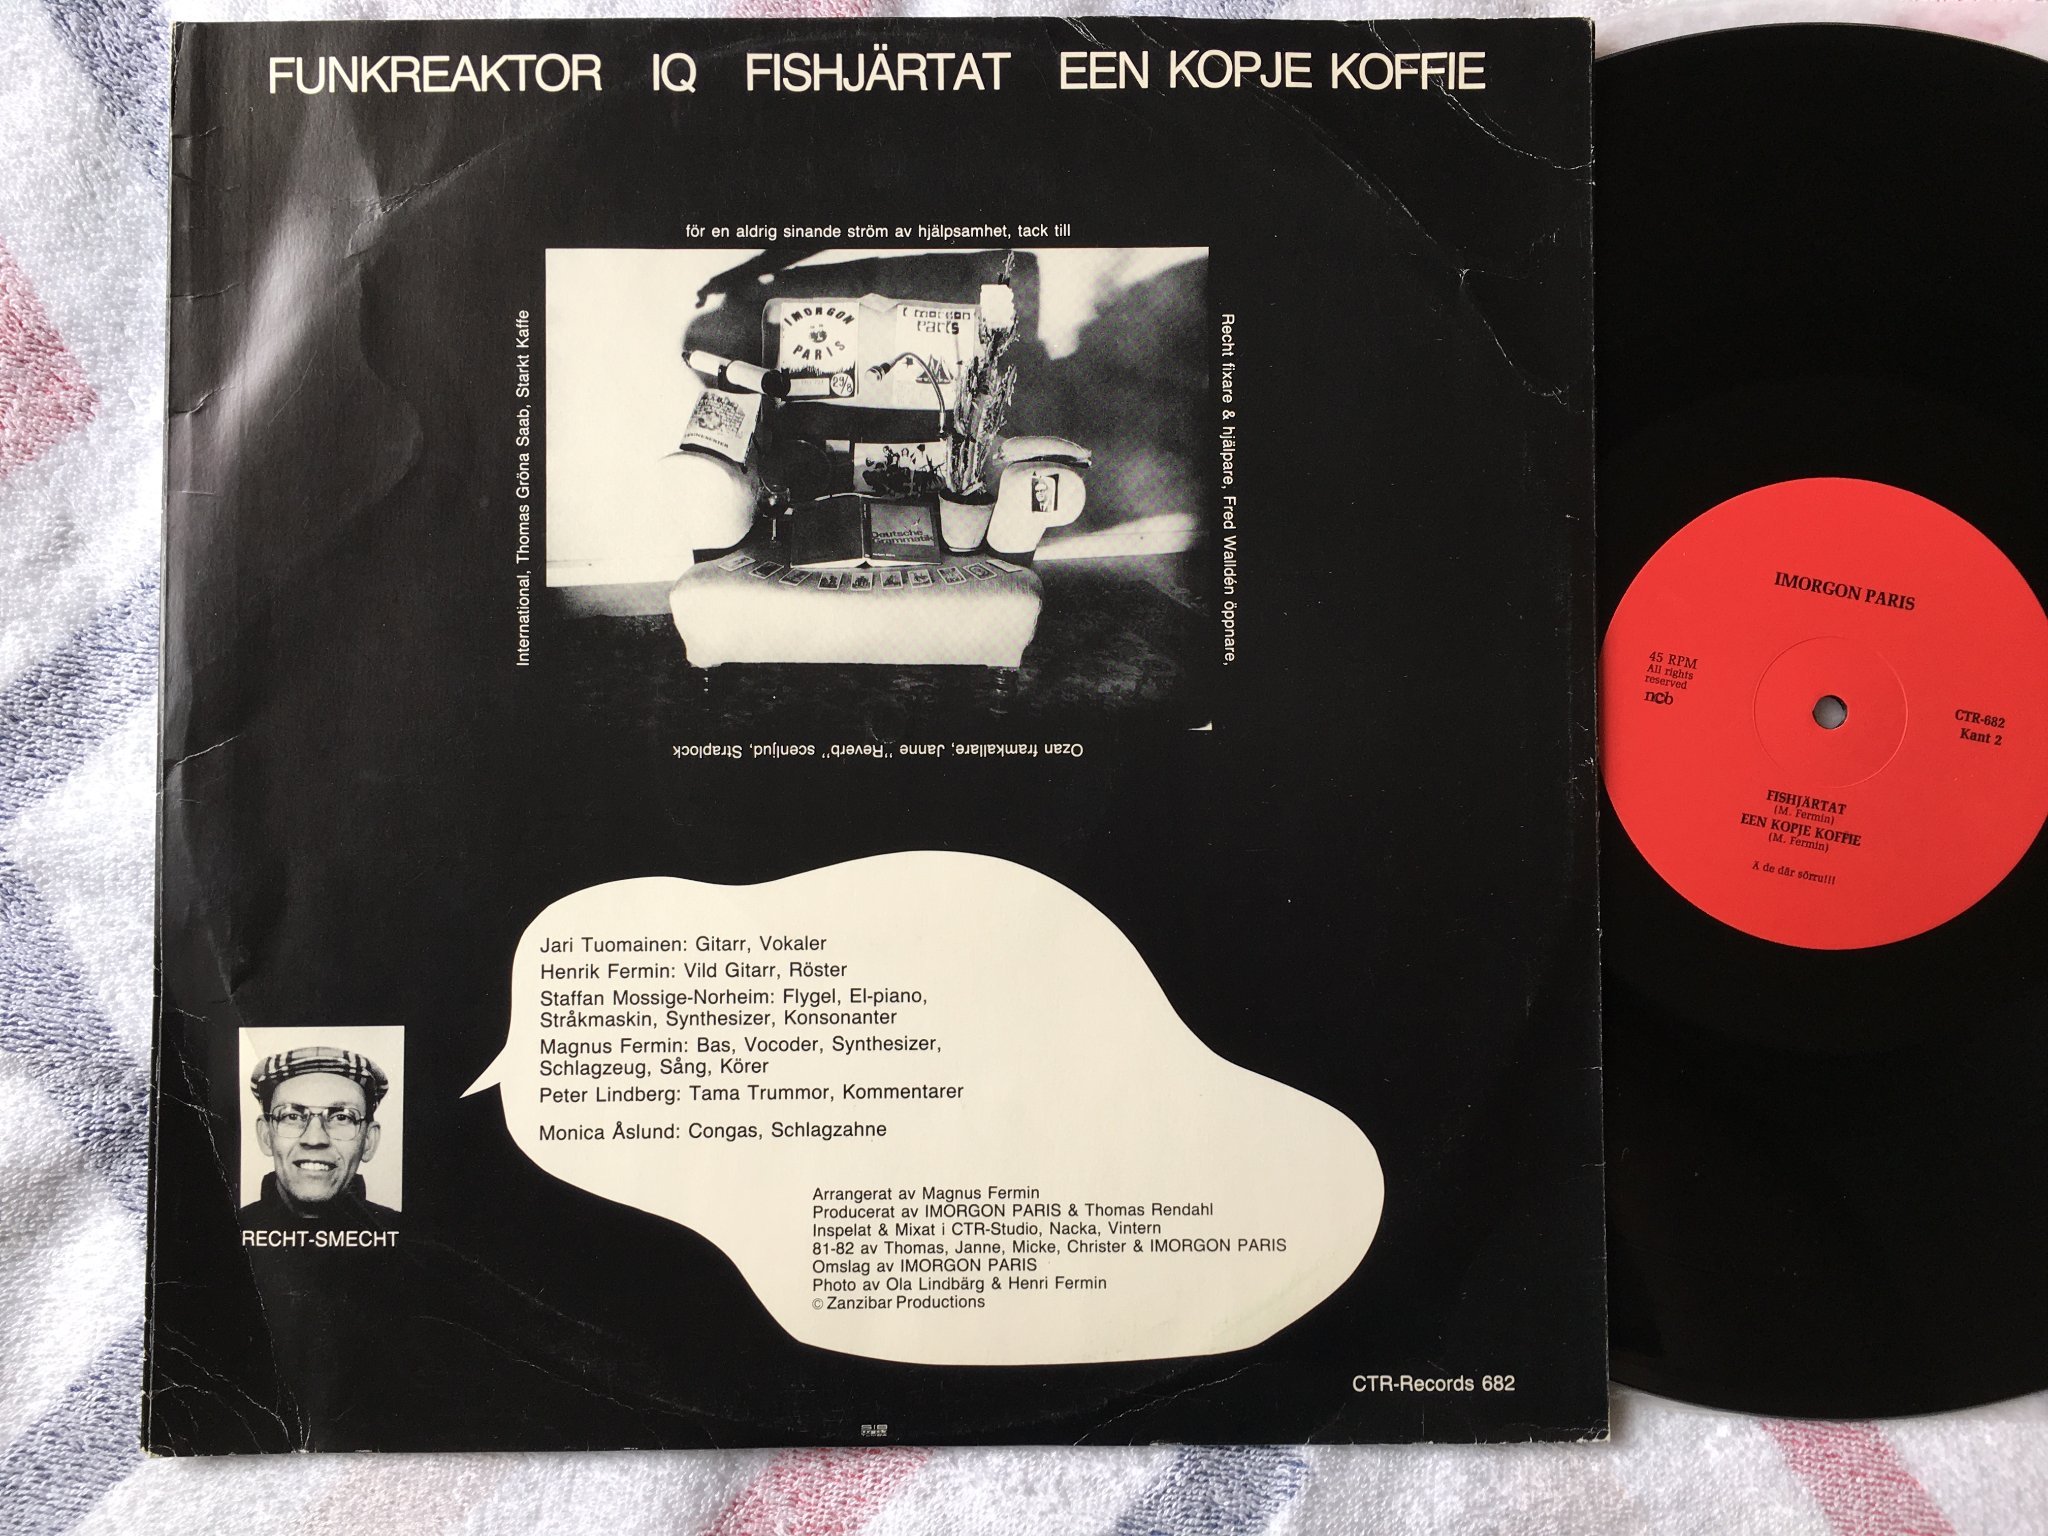 FUNKREAKTOR IQ FISHJÄRTAT EEN KOPJE KOFFIE
för en aldrig sinande ström av hjälpsamhet, tack till
Recht fixare & hjälpare, Fred Walldén öppnare,
Ozan framkallare, Janne "Reverb" scenljud, Straplock
International, Thomas Gröna Saab, Starkt Kaffe
IMORGON
PARIS
29/8
imorgon
paris
Deutsche
Grammatik
Jari Tuomainen: Gitarr, Vokaler
Henrik Fermin: Vild Gitarr, Röster
Staffan Mossige-Norheim: Flygel, El-piano,
Stråkmaskin, Synthesizer, Konsonanter
Magnus Fermin: Bas, Vocoder, Synthesizer,
Schlagzeug, Sång, Körer
Peter Lindberg: Tama Trummor, Kommentarer
Monica Åslund: Congas, Schlagzahne
Arrangerat av Magnus Fermin
Producerat av IMORGON PARIS & Thomas Rendahl
Inspelat & Mixat i CTR-Studio, Nacka, Vintern
81-82 av Thomas, Janne, Micke, Christer & IMORGON PARIS
Omslag av IMORGON PARIS
Photo av Ola Lindbärg & Henri Fermin
© Zanzibar Productions
RECHT-SMECHT
CTR-Records 682
IMORGON PARIS
45 RPM
All rights
reserved
ncb
CTR-682
Kant 2
FISHJÄRTAT
(M. Fermin)
EEN KOPJE KOFFIE
(M. Fermin)
Ä de där sörru!!!